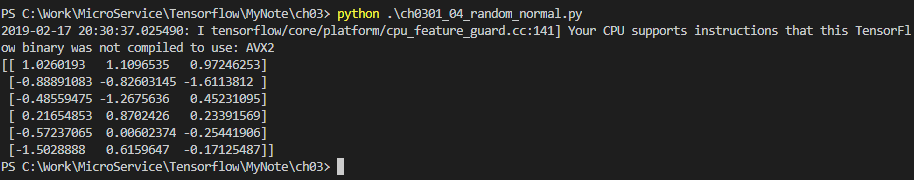 PS C:\Work\MicroService\Tensorflow\MyNote\ch03> python .\ch0301_04_random_normal.py
2019-02-17 20:30:37.025490: I tensorflow/core/platform/cpu_feature_guard.cc:141] Your CPU supports instructions that this TensorFl
ow binary was not compiled to use: AVX2
[[ 1.0260193   1.1096535   0.97246253]
 [-0.88891083 -0.82603145 -1.6113812 ]
 [-0.48559475 -1.2675636   0.45231095]
 [ 0.21654853  0.8702426   0.23391569]
 [-0.57237065  0.00602374 -0.25441906]
 [-1.5028888   0.6159647  -0.17125487]]
PS C:\Work\MicroService\Tensorflow\MyNote\ch03>